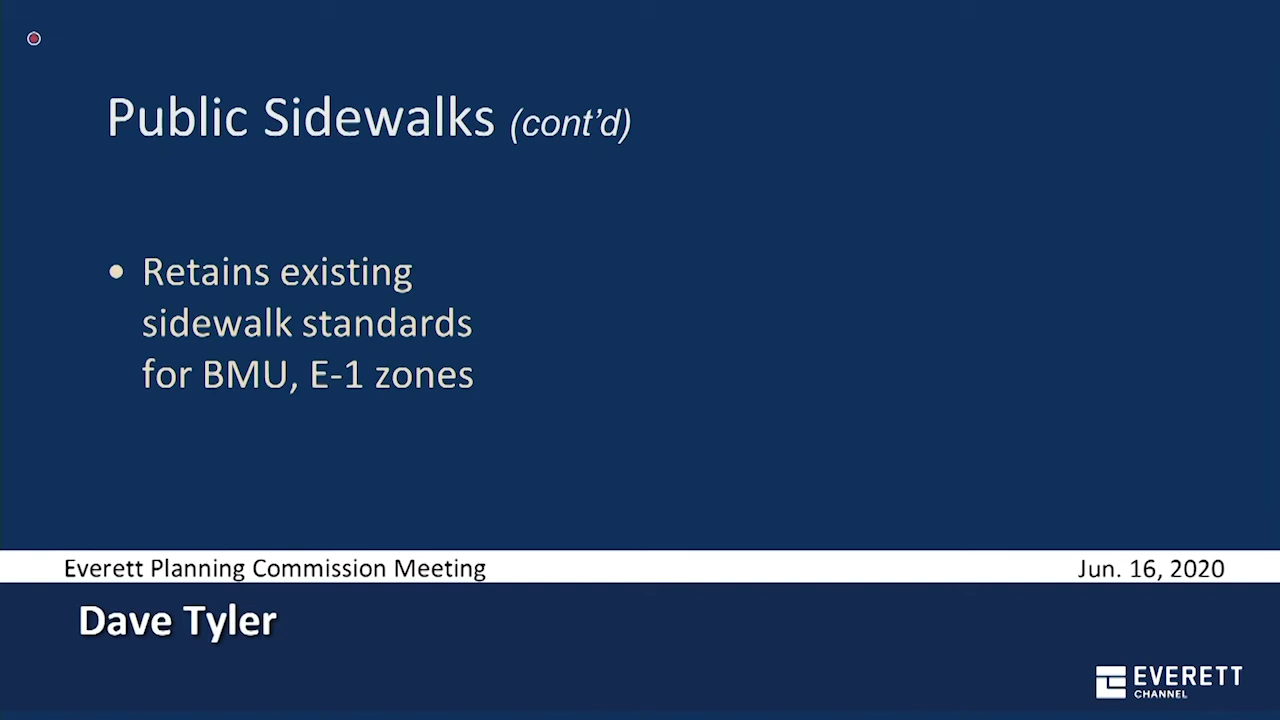 Public Sidewalks (cont’d)
• Retains existing
sidewalk standards
for BMU, E-1 zones
Everett Planning Commission Meeting
Jun. 16, 2020
Dave Tyler
EVERETT
CHANNEL